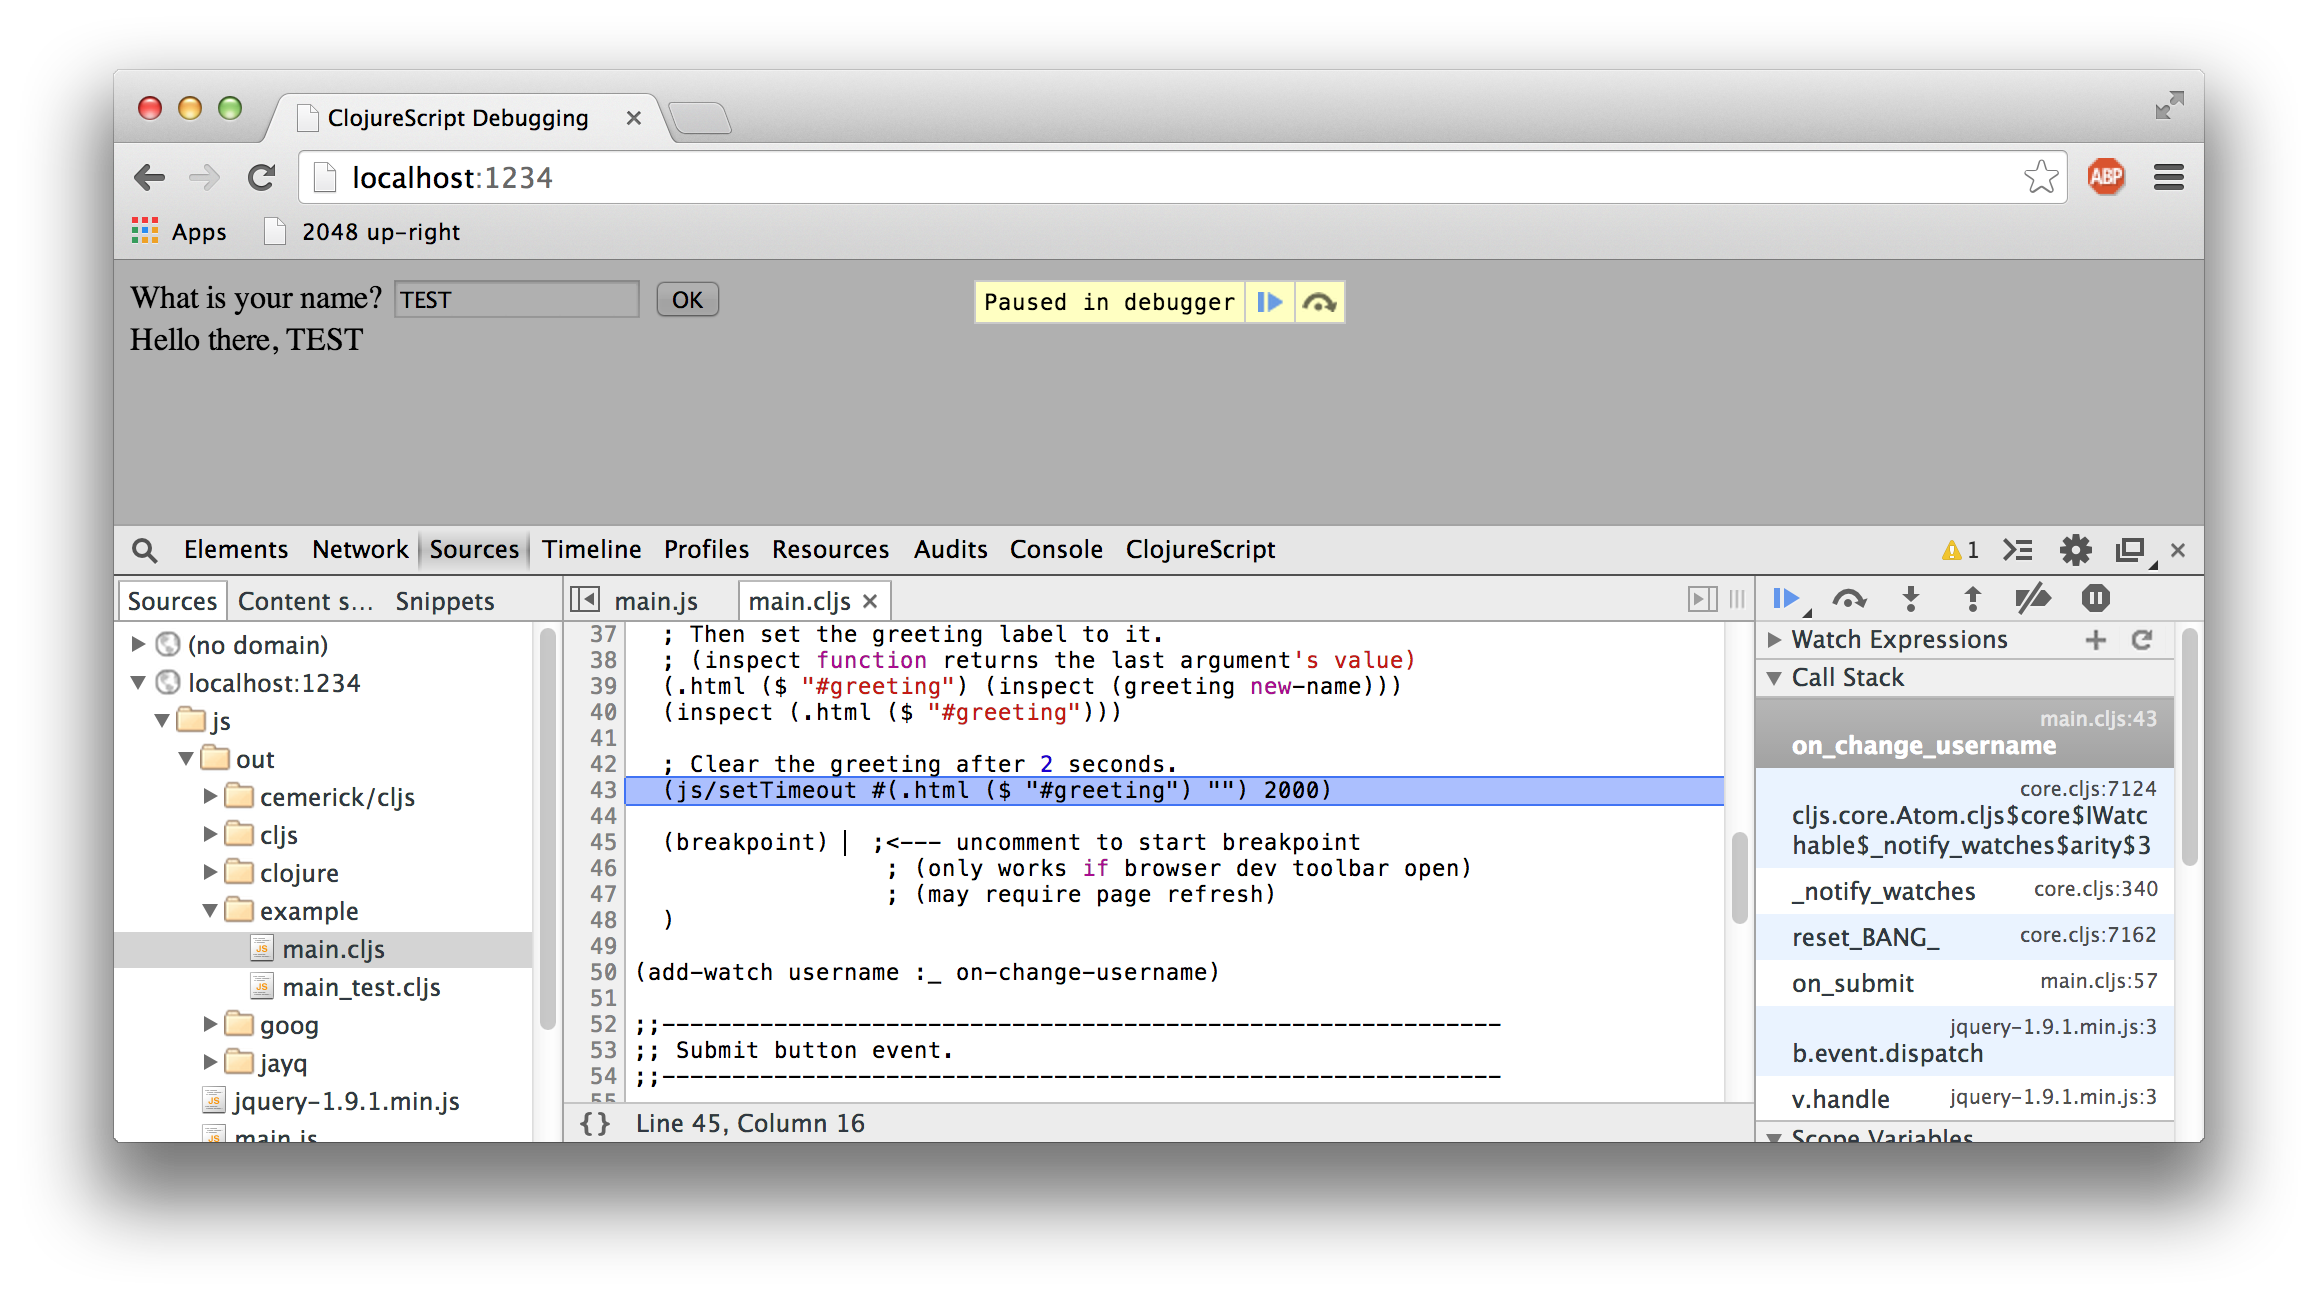 ClojureScript Debugging
localhost:1234
ABP
Apps
2048 up-right
What is your name?
TEST
OK
Paused in debugger
Hello there, TEST
Elements
Network
Sources
Timeline
Profiles
Resources
Audits
Console
ClojureScript
1
Sources
Content s...
Snippets
(no domain)
localhost:1234
js
out
cemerick/cljs
cljs
clojure
example
main.cljs
main_test.cljs
goog
jayq
jquery-1.9.1.min.js
main.js
main.js
main.cljs
37 ; Then set the greeting label to it.
38 ; (inspect function returns the last argument's value)
39 (.html ($ "#greeting") (inspect (greeting new-name)))
40 (inspect (.html ($ "#greeting")))
41
42 ; Clear the greeting after 2 seconds.
43 (js/setTimeout #(.html ($ "#greeting") "") 2000)
44
45 (breakpoint) ;<--- uncomment to start breakpoint
46 ; (only works if browser dev toolbar open)
47 ; (may require page refresh)
48 )
49
50 (add-watch username :_ on-change-username)
51
52 ;;------------------------------------------------------------
53 ;; Submit button event.
54 ;;------------------------------------------------------------
55
{} Line 45, Column 16
Watch Expressions
Call Stack
main.cljs:43
on_change_username
core.cljs:7124
cljs.core.Atom.cljs$core$IWatc
hable$_notify_watches$arity$3
_notify_watches core.cljs:340
reset_BANG_ core.cljs:7162
on_submit main.cljs:57
jquery-1.9.1.min.js:3
b.event.dispatch
v.handle jquery-1.9.1.min.js:3
Scope Variables